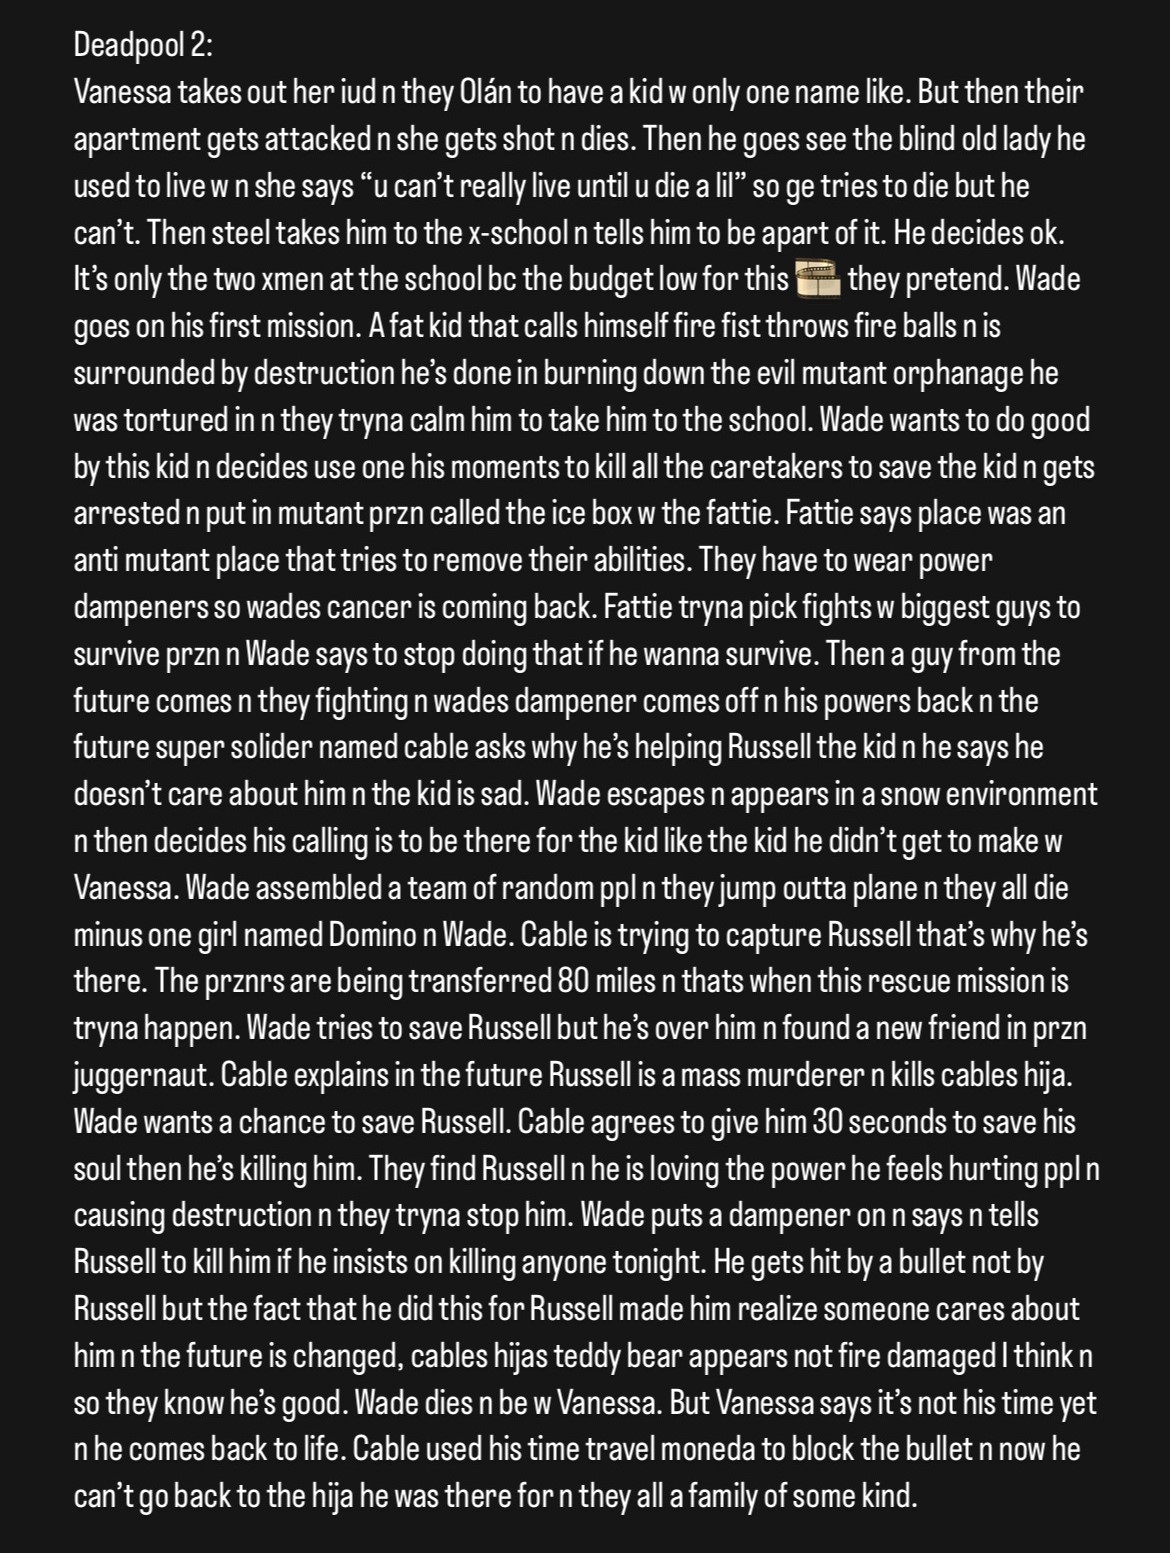 Deadpool 2:
Vanessa takes out her iud n they Olán to have a kid w only one name like. But then their
apartment gets attacked n she gets shot n dies. Then he goes see the blind old lady he
used to live w n she says “u can’t really live until u die a lil” so ge tries to die but he
can’t. Then steel takes him to the x-school n tells him to be apart of it. He decides ok.
It’s only the two xmen at the school bc the budget low for this 🎞️ they pretend. Wade
goes on his first mission. A fat kid that calls himself fire fist throws fire balls n is
surrounded by destruction he’s done in burning down the evil mutant orphanage he
was tortured in n they tryna calm him to take him to the school. Wade wants to do good
by this kid n decides use one his moments to kill all the caretakers to save the kid n gets
arrested n put in mutant przn called the ice box w the fattie. Fattie says place was an
anti mutant place that tries to remove their abilities. They have to wear power
dampeners so wades cancer is coming back. Fattie tryna pick fights w biggest guys to
survive przn n Wade says to stop doing that if he wanna survive. Then a guy from the
future comes n they fighting n wades dampener comes off n his powers back n the
future super solider named cable asks why he’s helping Russell the kid n he says he
doesn’t care about him n the kid is sad. Wade escapes n appears in a snow environment
n then decides his calling is to be there for the kid like the kid he didn’t get to make w
Vanessa. Wade assembled a team of random ppl n they jump outta plane n they all die
minus one girl named Domino n Wade. Cable is trying to capture Russell that’s why he’s
there. The prznrs are being transferred 80 miles n thats when this rescue mission is
tryna happen. Wade tries to save Russell but he’s over him n found a new friend in przn
juggernaut. Cable explains in the future Russell is a mass murderer n kills cables hija.
Wade wants a chance to save Russell. Cable agrees to give him 30 seconds to save his
soul then he’s killing him. They find Russell n he is loving the power he feels hurting ppl n
causing destruction n they tryna stop him. Wade puts a dampener on n says n tells
Russell to kill him if he insists on killing anyone tonight. He gets hit by a bullet not by
Russell but the fact that he did this for Russell made him realize someone cares about
him n the future is changed, cables hijas teddy bear appears not fire damaged I think n
so they know he’s good. Wade dies n be w Vanessa. But Vanessa says it’s not his time yet
n he comes back to life. Cable used his time travel moneda to block the bullet n now he
can’t go back to the hija he was there for n they all a family of some kind.